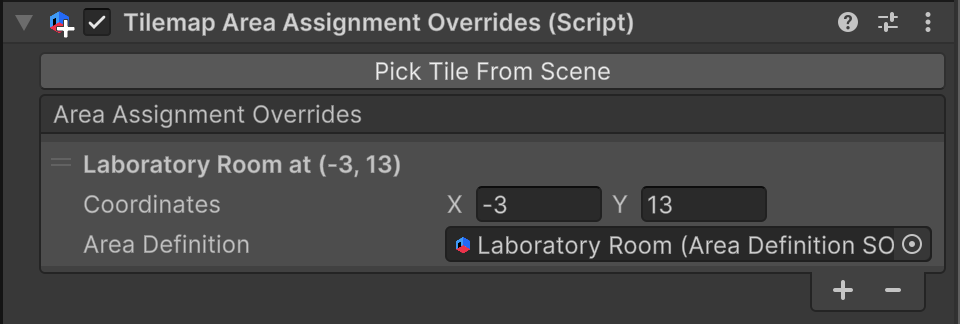 Tilemap Area Assignment Overrides (Script)
Pick Tile From Scene
Area Assignment Overrides
Laboratory Room at (-3, 13)
Coordinates X -3 Y 13
Area Definition Laboratory Room (Area Definition SO